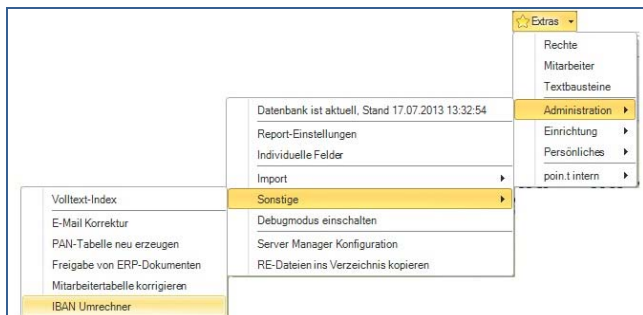 Extras
Rechte
Mitarbeiter
Textbausteine
Administration
Einrichtung
Persönliches
poin.t intern
Datenbank ist aktuell, Stand 17.07.2013 13:32:54
Report-Einstellungen
Individuelle Felder
Import
Sonstige
Debugmodus einschalten
Server Manager Konfiguration
RE-Dateien ins Verzeichnis kopieren
Volltext-Index
E-Mail Korrektur
PAN-Tabelle neu erzeugen
Freigabe von ERP-Dokumenten
Mitarbeitertabelle korrigieren
IBAN Umrechner